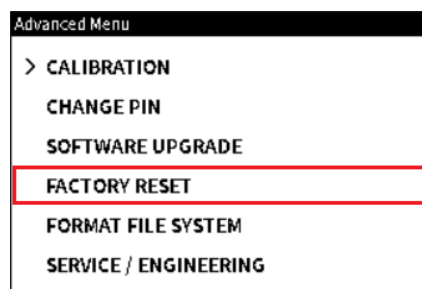 Advanced Menu
> CALIBRATION
CHANGE PIN
SOFTWARE UPGRADE
FACTORY RESET
FORMAT FILE SYSTEM
SERVICE / ENGINEERING